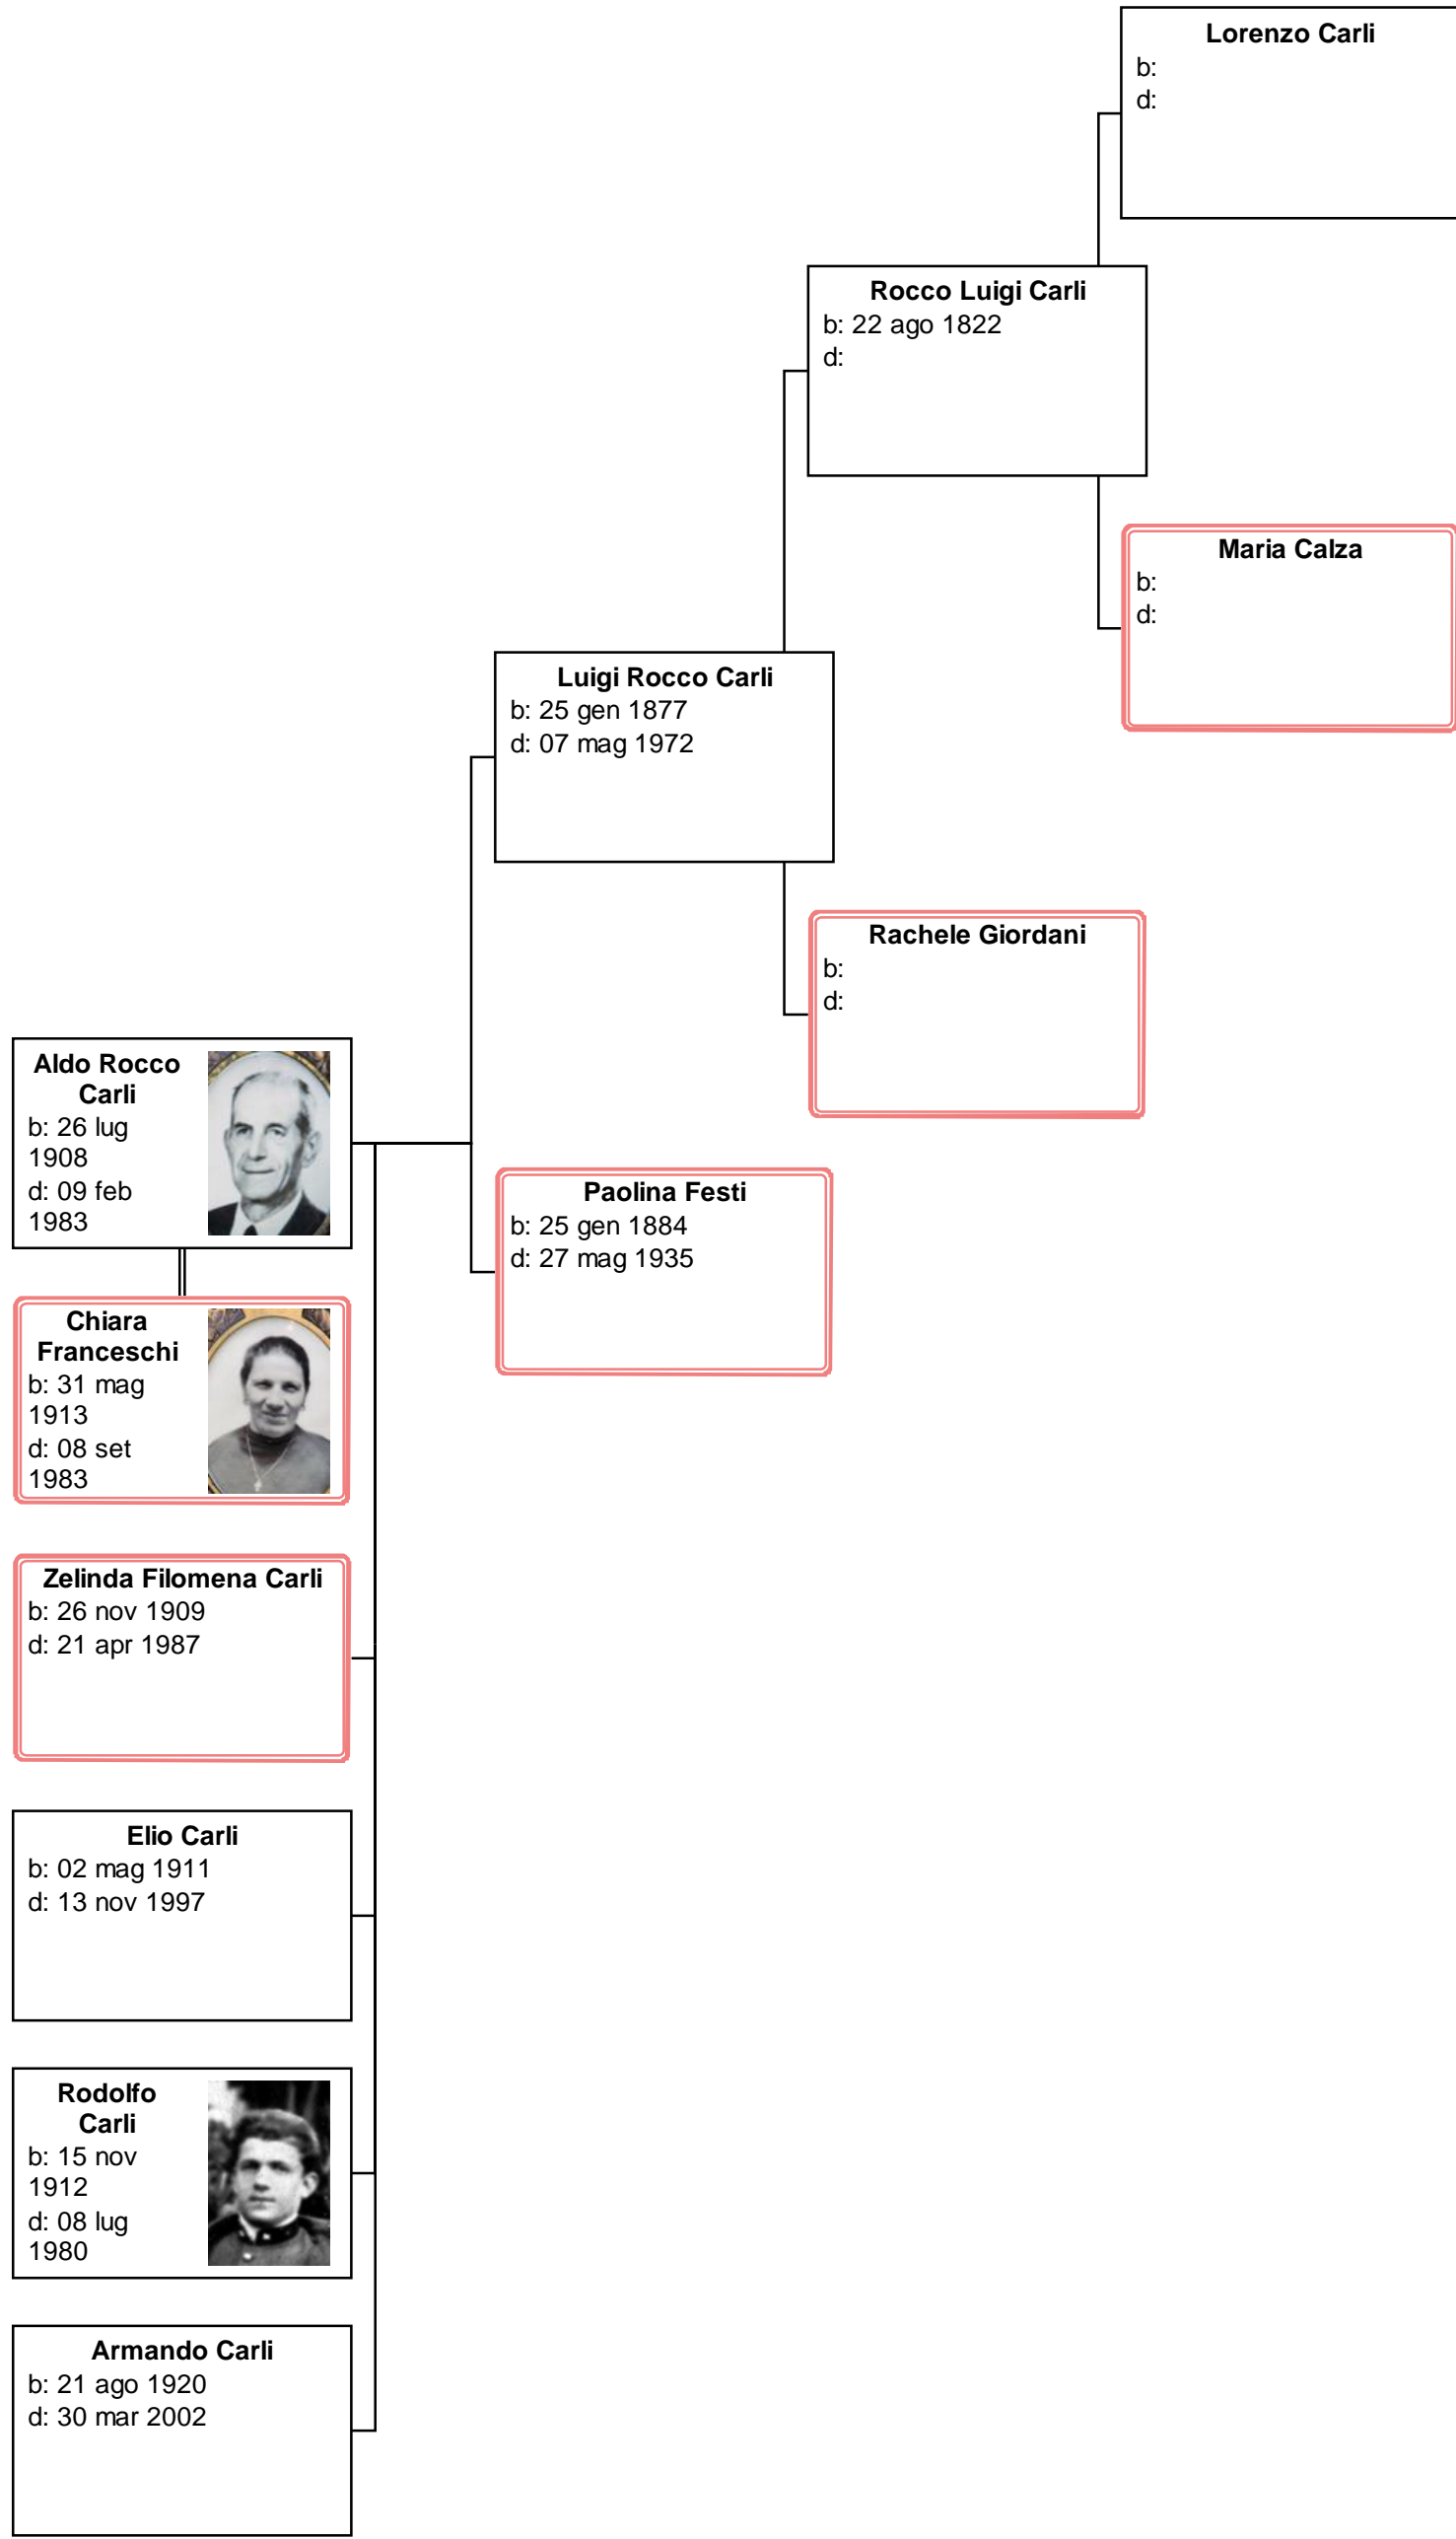 Lorenzo Carli
b:
d:
Rocco Luigi Carli
b: 22 ago 1822
d:
Maria Calza
b:
d:
Luigi Rocco Carli
b: 25 gen 1877
d: 07 mag 1972
Rachele Giordani
b:
d:
Aldo Rocco
Carli
b: 26 lug
1908
d: 09 feb
1983
Paolina Festi
b: 25 gen 1884
d: 27 mag 1935
Chiara
Franceschi
b: 31 mag
1913
d: 08 set
1983
Zelinda Filomena Carli
b: 26 nov 1909
d: 21 apr 1987
Elio Carli
b: 02 mag 1911
d: 13 nov 1997
Rodolfo
Carli
b: 15 nov
1912
d: 08 lug
1980
Armando Carli
b: 21 ago 1920
d: 30 mar 2002